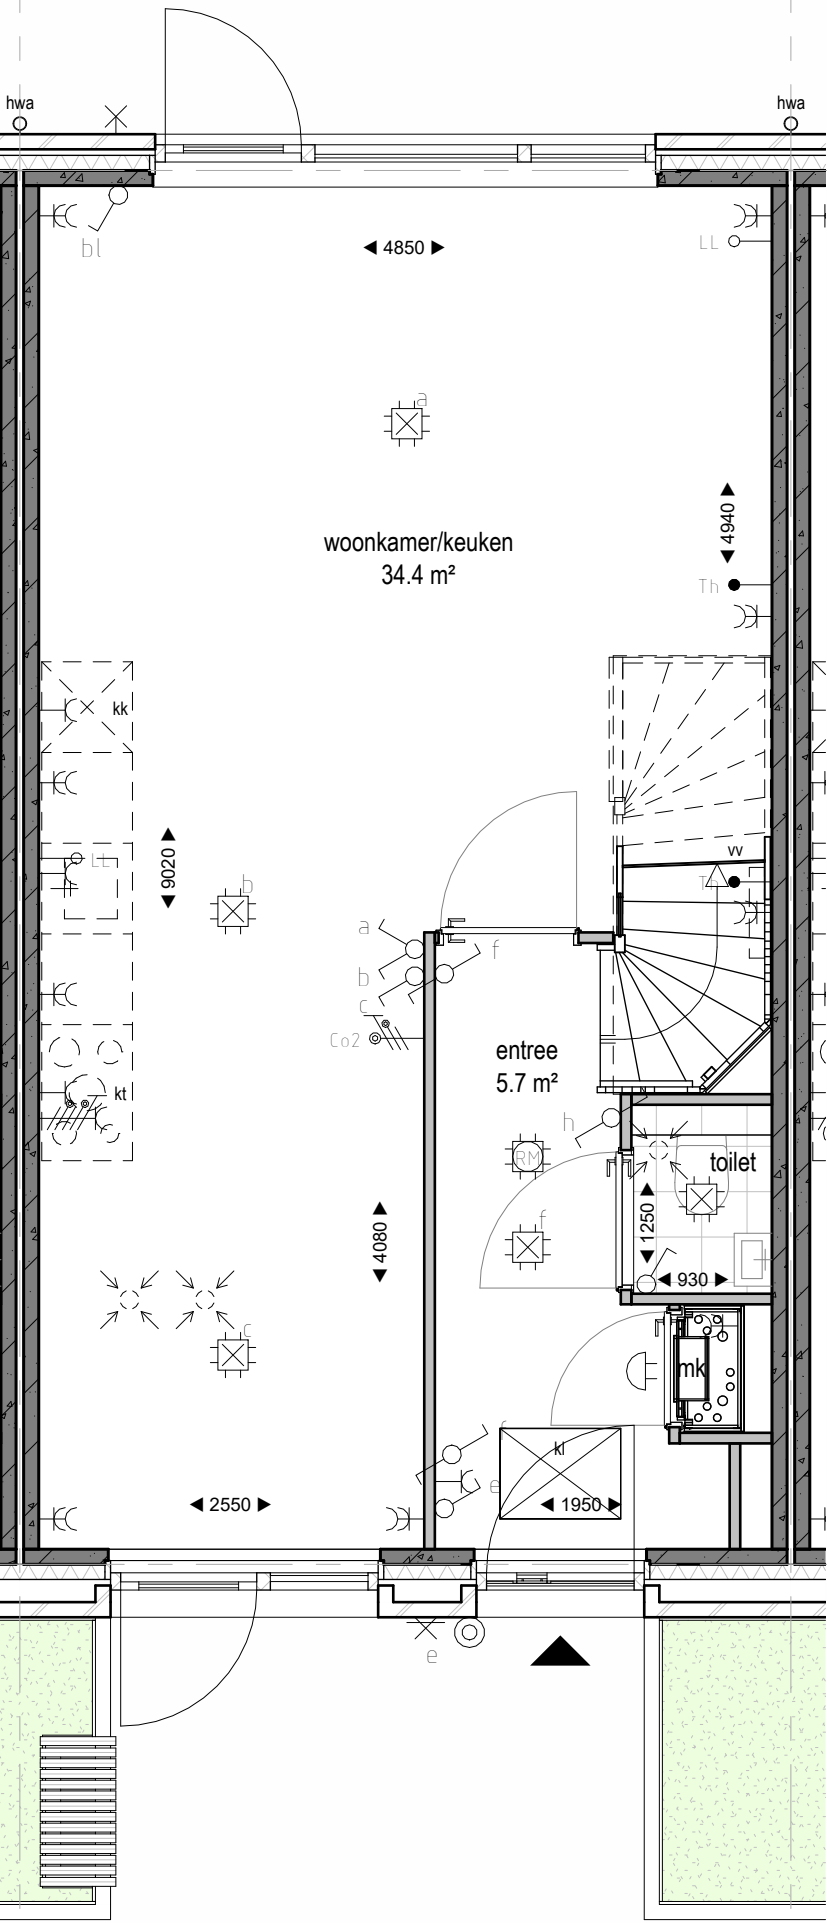 hwa
hwa
bl
4850
LL
a
woonkamer/keuken
34.4 m²
4940
Th
kk
vv
LL
9020
b
Th
a
f
b
c
Co2
entree
5.7 m²
kt
h
RM
toilet
f
1250
4080
930
c
mk
f
kl
e
2550
1950
e